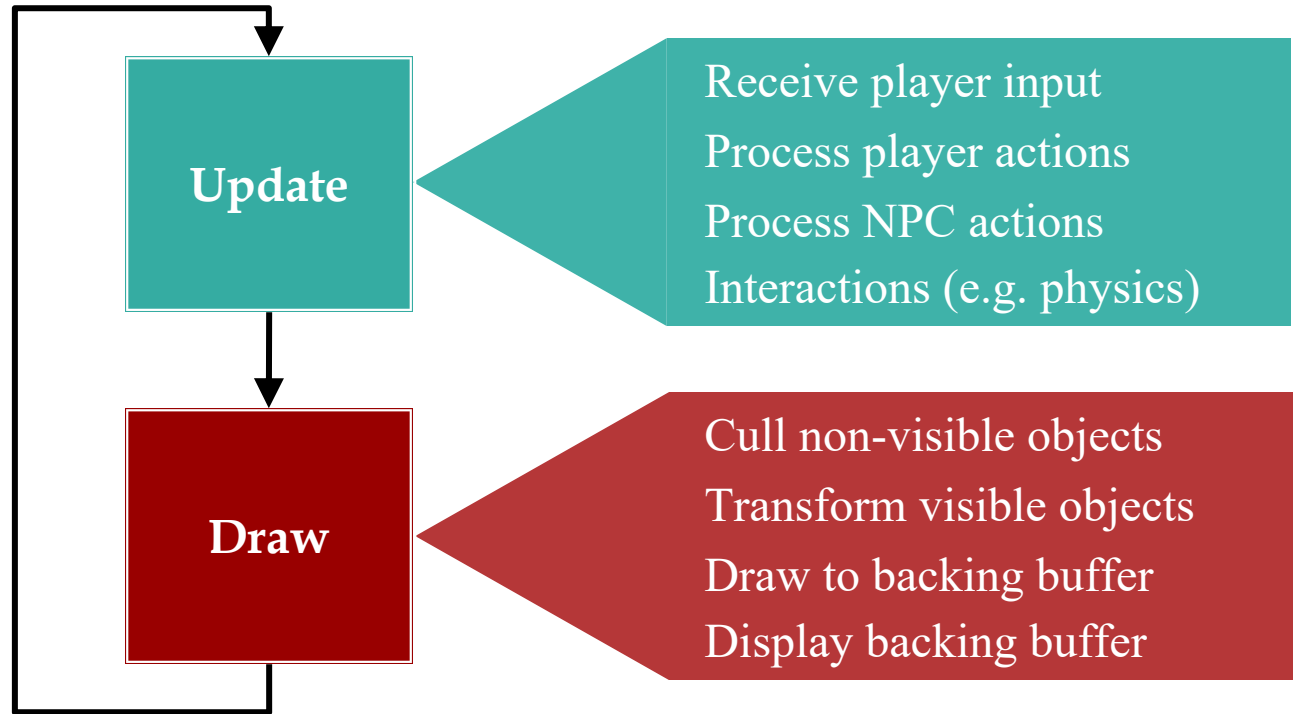 Update
Receive player input
Process player actions
Process NPC actions
Interactions (e.g. physics)
Draw
Cull non-visible objects
Transform visible objects
Draw to backing buffer
Display backing buffer